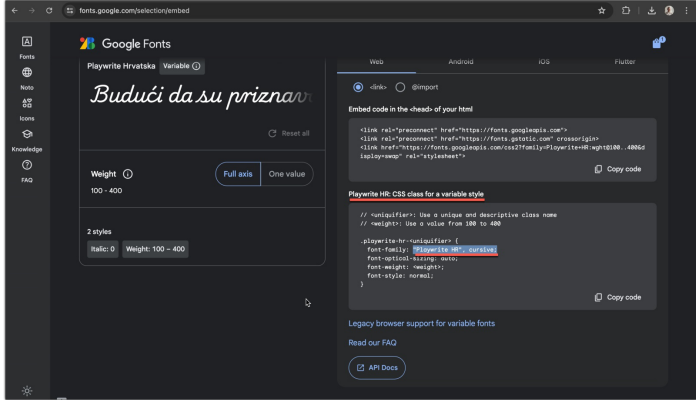 fonts.google.com/selection/embed
Google Fonts
Fonts
Noto
Icons
Knowledge
FAQ
Playwrite Hrvatska Variable
Budući da su priznavn
Reset all
Weight
100 - 400
Full axis One value
2 styles
Italic: 0 Weight: 100 – 400
Web Android iOS Flutter
<link> @import
Embed code in the <head> of your html
<link rel="preconnect" href="https://fonts.googleapis.com">
<link rel="preconnect" href="https://fonts.gstatic.com" crossorigin>
<link href="https://fonts.googleapis.com/css2?family=Playwrite+HR:wght@100..400&d
isplay=swap" rel="stylesheet">
Copy code
Playwrite HR: CSS class for a variable style
// <uniquifier>: Use a unique and descriptive class name
// <weight>: Use a value from 100 to 400
.playwrite-hr-<uniquifier> {
font-family: "Playwrite HR", cursive;
font-optical-sizing: auto;
font-weight: <weight>;
font-style: normal;
}
Copy code
Legacy browser support for variable fonts
Read our FAQ
API Docs